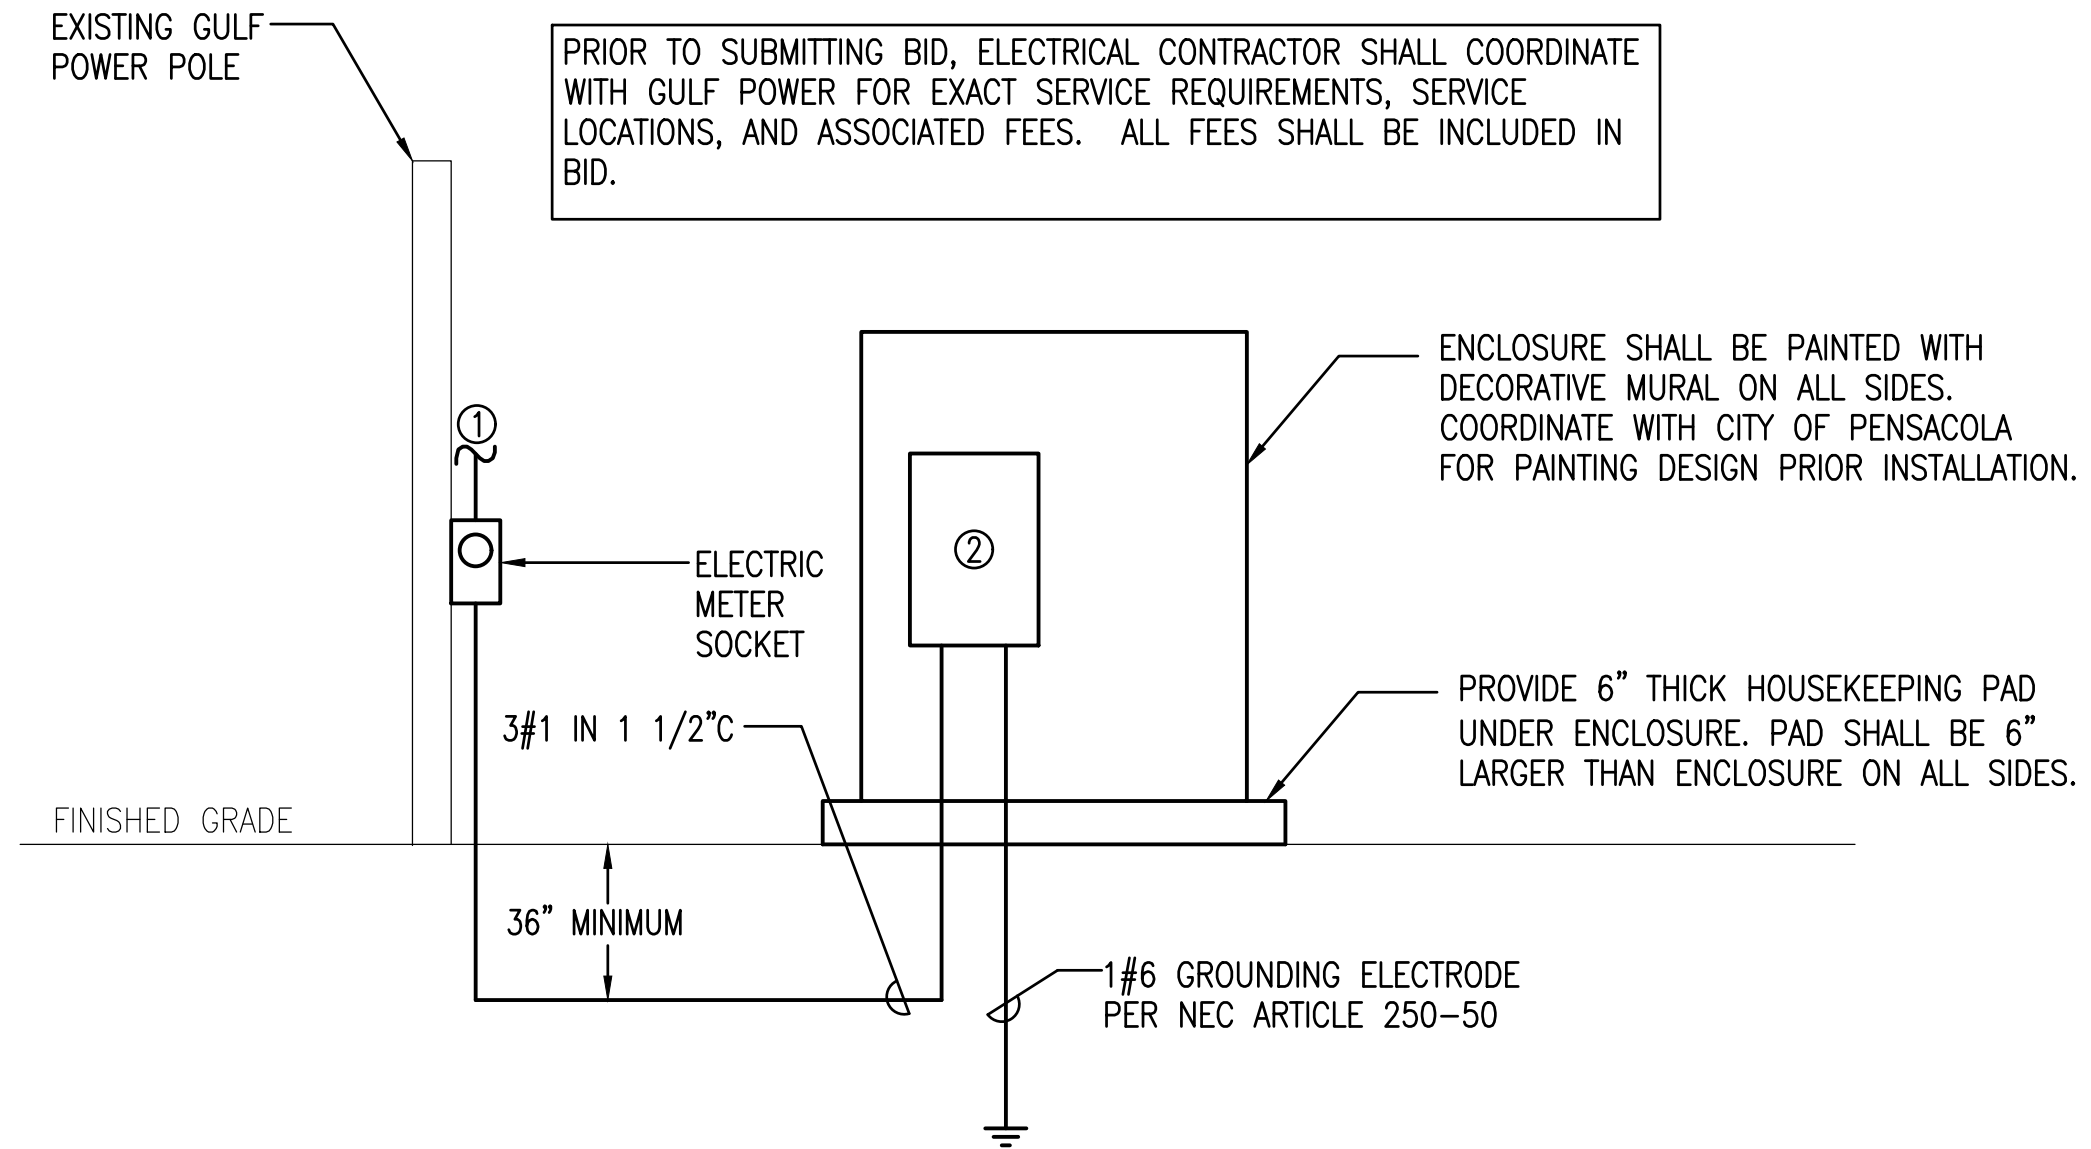 EXISTING GULF
POWER POLE
PRIOR TO SUBMITTING BID, ELECTRICAL CONTRACTOR SHALL COORDINATE
WITH GULF POWER FOR EXACT SERVICE REQUIREMENTS, SERVICE
LOCATIONS, AND ASSOCIATED FEES. ALL FEES SHALL BE INCLUDED IN
BID.
ENCLOSURE SHALL BE PAINTED WITH
DECORATIVE MURAL ON ALL SIDES.
COORDINATE WITH CITY OF PENSACOLA
FOR PAINTING DESIGN PRIOR INSTALLATION.
1
2
ELECTRIC
METER
SOCKET
3#1 IN 1 1/2"C
PROVIDE 6" THICK HOUSEKEEPING PAD
UNDER ENCLOSURE. PAD SHALL BE 6"
LARGER THAN ENCLOSURE ON ALL SIDES.
FINISHED GRADE
36" MINIMUM
1#6 GROUNDING ELECTRODE
PER NEC ARTICLE 250-50